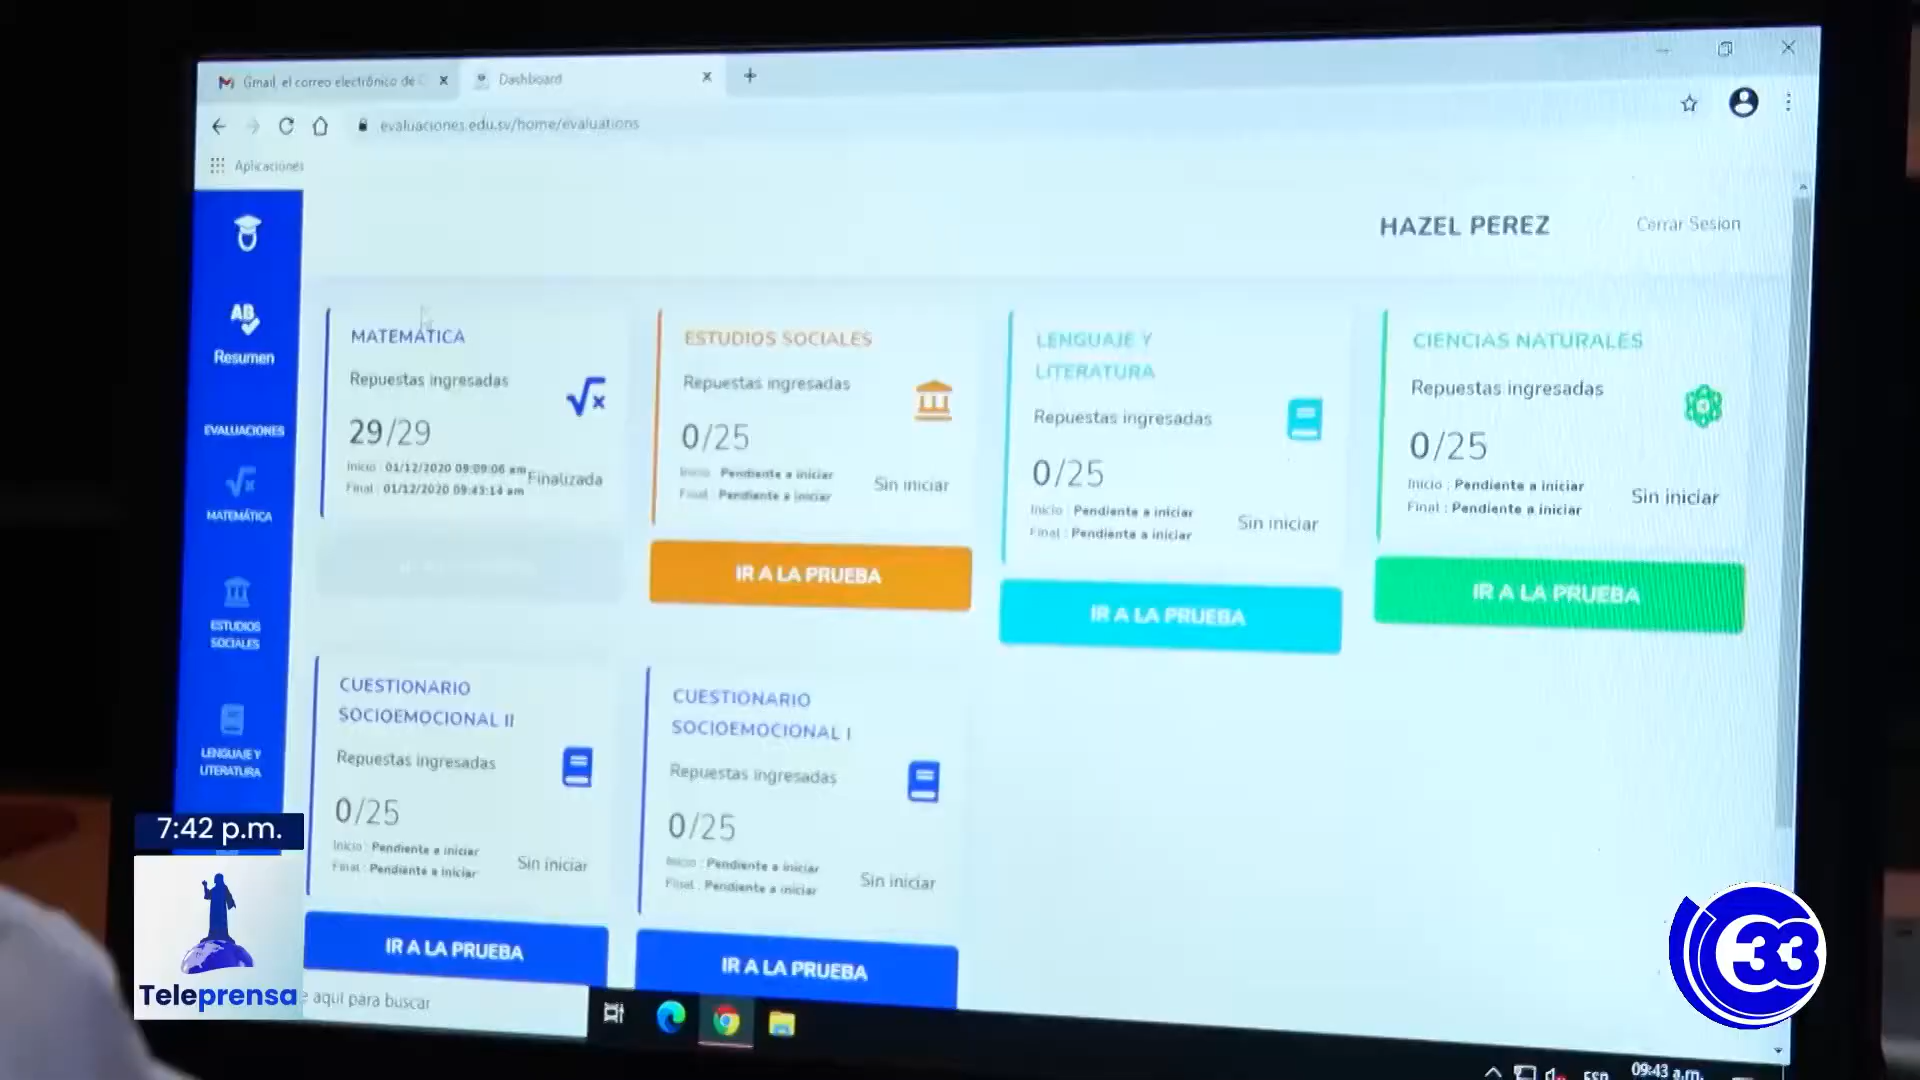 Gmail, el correo electrónico de
Dashboard
evaluaciones.edu.sv/home/evaluations
Aplicaciones
HAZEL PEREZ
Cerrar Sesion
AB
Resumen
EVALUACIONES
MATEMÁTICA
ESTUDIOS
SOCIALES
LENGUAJE Y
LITERATURA
MATEMÁTICA
Repuestas ingresadas
29/29
Inicio : 01/12/2020 09:09:06 am
Final : 01/12/2020 09:43:14 am
Finalizada
ESTUDIOS SOCIALES
Repuestas ingresadas
0/25
Inicio : Pendiente a iniciar
Final : Pendiente a iniciar
Sin iniciar
IR A LA PRUEBA
LENGUAJE Y
LITERATURA
Repuestas ingresadas
0/25
Inicio : Pendiente a iniciar
Final : Pendiente a iniciar
Sin iniciar
IR A LA PRUEBA
CIENCIAS NATURALES
Repuestas ingresadas
0/25
Inicio : Pendiente a iniciar
Final : Pendiente a iniciar
Sin iniciar
IR A LA PRUEBA
CUESTIONARIO
SOCIOEMOCIONAL II
Repuestas ingresadas
0/25
Inicio : Pendiente a iniciar
Final : Pendiente a iniciar
Sin iniciar
IR A LA PRUEBA
CUESTIONARIO
SOCIOEMOCIONAL I
Repuestas ingresadas
0/25
Inicio : Pendiente a iniciar
Final : Pendiente a iniciar
Sin iniciar
IR A LA PRUEBA
7:42 p.m.
Teleprensa
aquí para buscar
33
ESP
09:43 a.m.